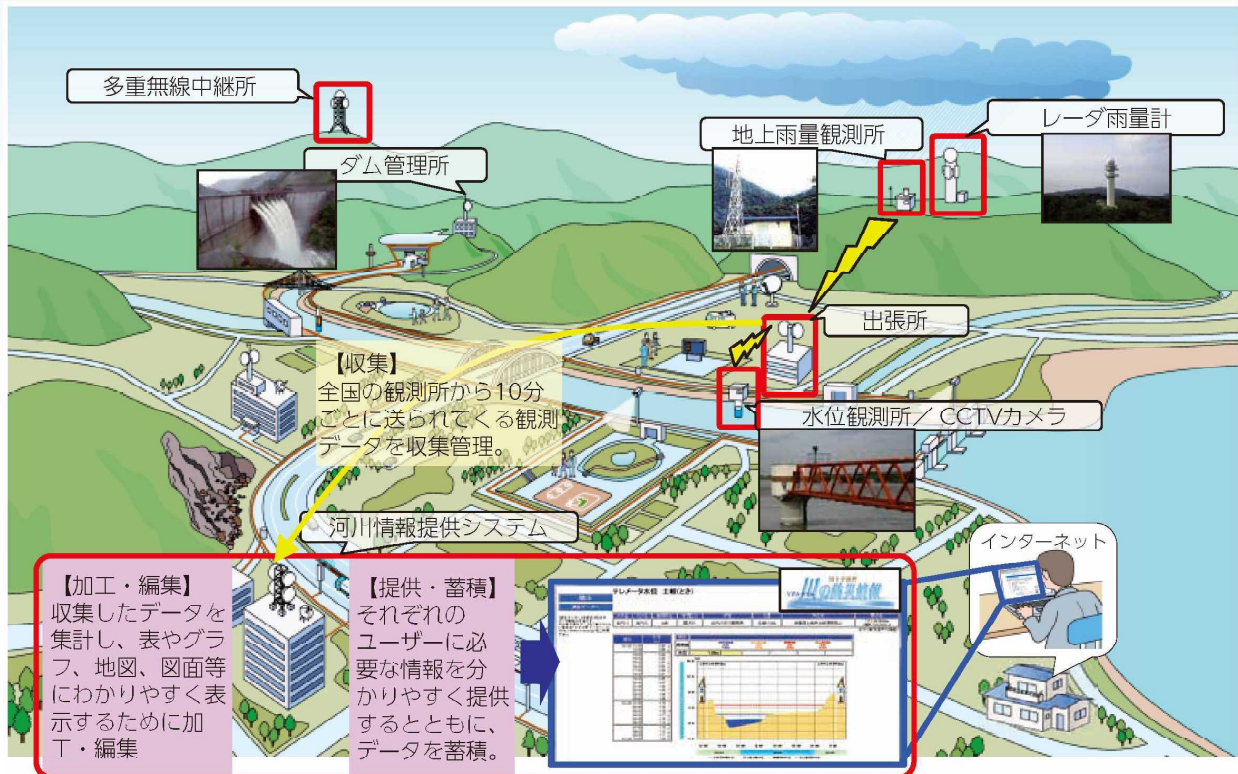 多重無線中継所
ダム管理所
地上雨量観測所
レーダ雨量計
出張所
【収集】
全国の観測所から10分
ごとに送られてくる観測
データを収集管理。
水位観測所／ CCTVカメラ
河川情報提供システム
インターネット
【加工・編集】
収集したデータを
集計し、表やグラ
フ、地図、図面等
にわかりやすく表
示するために加
工・編集
【提供・蓄積】
それぞれの
ユーザーに必
要な情報を分
かりやすく提供
するとともに、
データを蓄積
テレメータ水位
川の防災情報